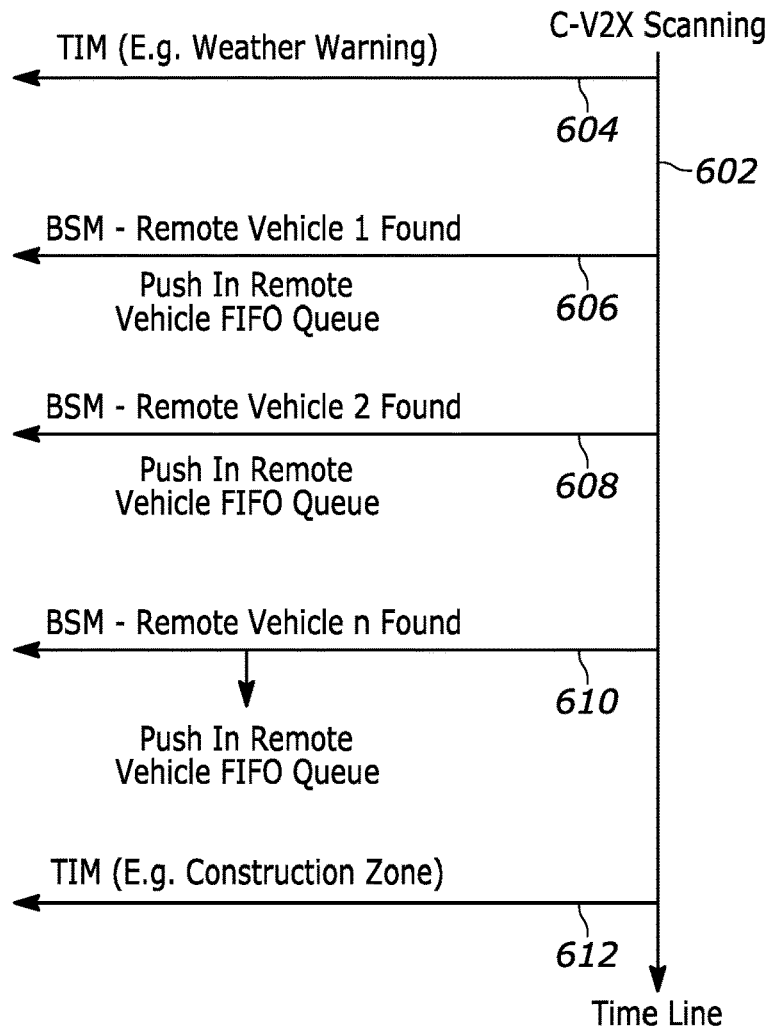 C-V2X Scanning
TIM (E.g. Weather Warning)
604
602
BSM - Remote Vehicle 1 Found
606
Push In Remote
Vehicle FIFO Queue
BSM - Remote Vehicle 2 Found
608
Push In Remote
Vehicle FIFO Queue
BSM - Remote Vehicle n Found
610
Push In Remote
Vehicle FIFO Queue
TIM (E.g. Construction Zone)
612
Time Line